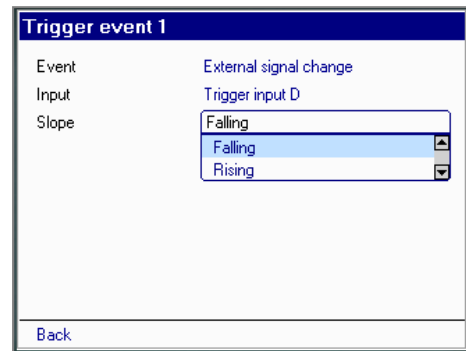 Trigger event 1
Event External signal change
Input Trigger input D
Slope Falling
Falling
Rising
Back